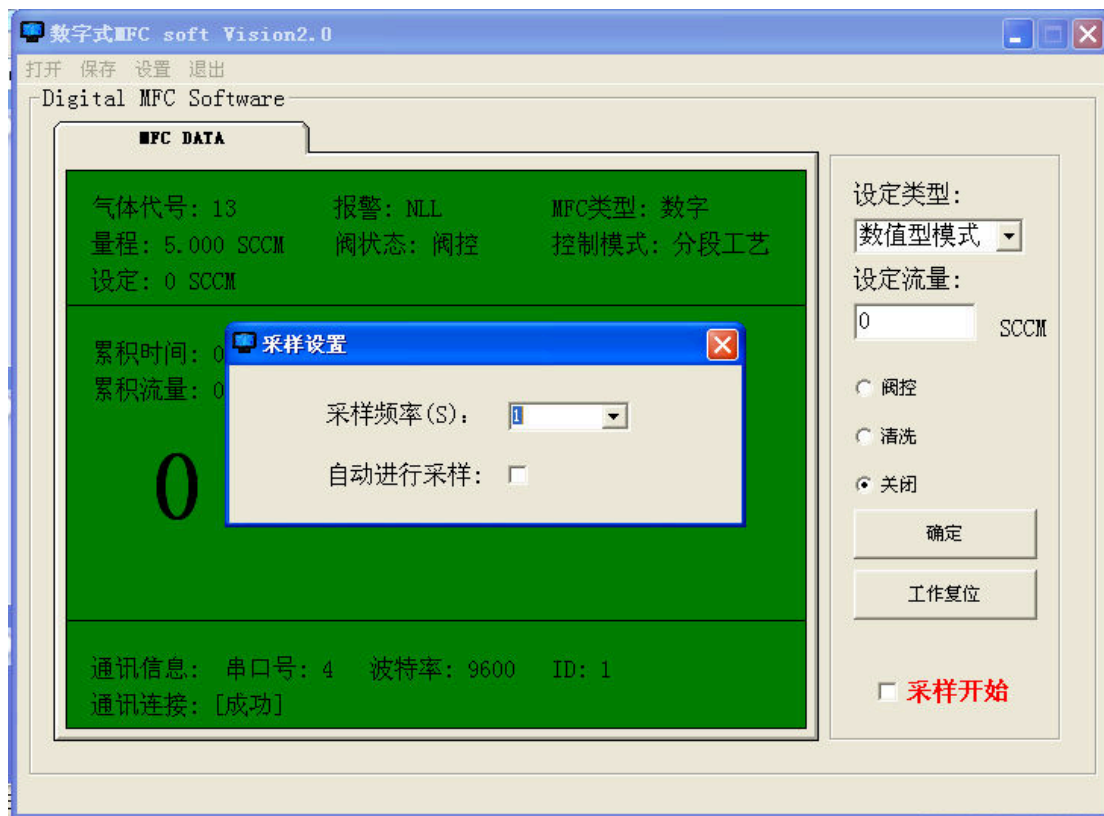 数字式MFC soft Vision2.0
打开 保存 设置 退出
Digital MFC Software
MFC DATA
气体代号: 13 报警: NLL MFC类型: 数字
量程: 5.000 SCCM 阀状态: 阀控 控制模式: 分段工艺
设定: 0 SCCM
累积时间: 0
累积流量: 0
0
采样设置
采样频率(S): 1
自动进行采样:
通讯信息: 串口号: 4 波特率: 9600 ID: 1
通讯连接: [成功]
设定类型:
数值型模式
设定流量:
0 SCCM
阀控
清洗
关闭
确定
工作复位
采样开始